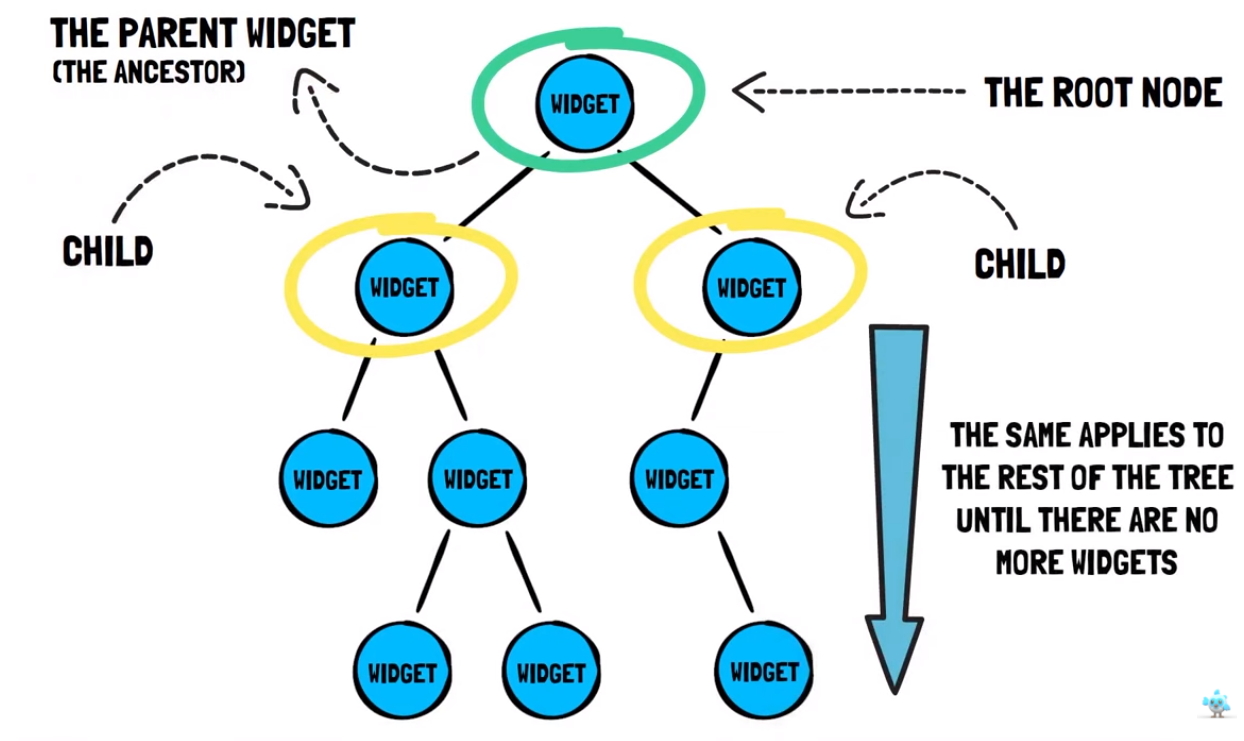 THE PARENT WIDGET
(THE ANCESTOR)
WIDGET
THE ROOT NODE
CHILD
WIDGET
WIDGET
CHILD
WIDGET
WIDGET
WIDGET
THE SAME APPLIES TO
THE REST OF THE TREE
UNTIL THERE ARE NO
MORE WIDGETS
WIDGET
WIDGET
WIDGET